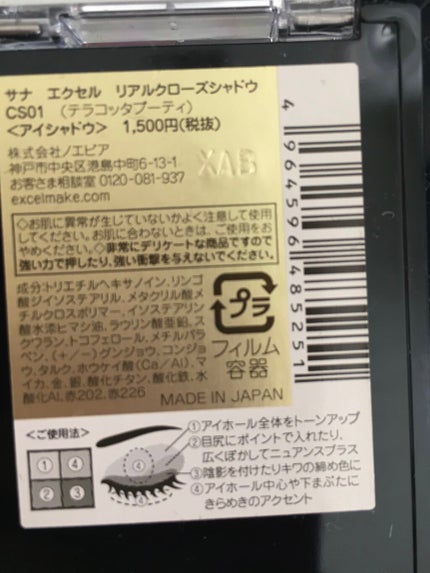 サナ エクセル リアルクローズシャドウ
CS01 (テラコッタブーティ)
<アイシャドウ> 1,500円(税抜)
株式会社ノエビア
神戸市中央区港島中町6-13-1
お客さま相談室 0120-081-937
excelmake.com
XAB
◇お肌に異常が生じていないかよく注意して使用
してください。お肌に合わないときは、ご使用をお
やめください。◇非常にデリケートな商品ですので
強い力で押したり、強い衝撃を与えないでください。
成分トリエチルヘキサノイン、リンゴ
酸ジイソステアリル、メタクリル酸メ
チルクロスポリマー、イソステアリン
酸水添ヒマシ油、ラウリン酸亜鉛、ス
クワラン、トコフェロール、メチルパラ
ベン、(+/-)グンジョウ、コンジョ
ウ、タルク、ホウケイ酸(Ca/Al)、マ
イカ、金、銀、酸化チタン、酸化鉄、水
酸化Al、赤202、赤226
プラ
フィルム
容器
MADE IN JAPAN
4 964596 485251
<ご使用法>
① ④
② ③
① ② ③ ④ ④
①アイホール全体をトーンアップ
②目尻にポイントで入れたり、
広くぼかしてニュアンスプラス
③陰影を付けたりキワの締め色に
④アイホール中心や下まぶたに
きらめきのアクセント